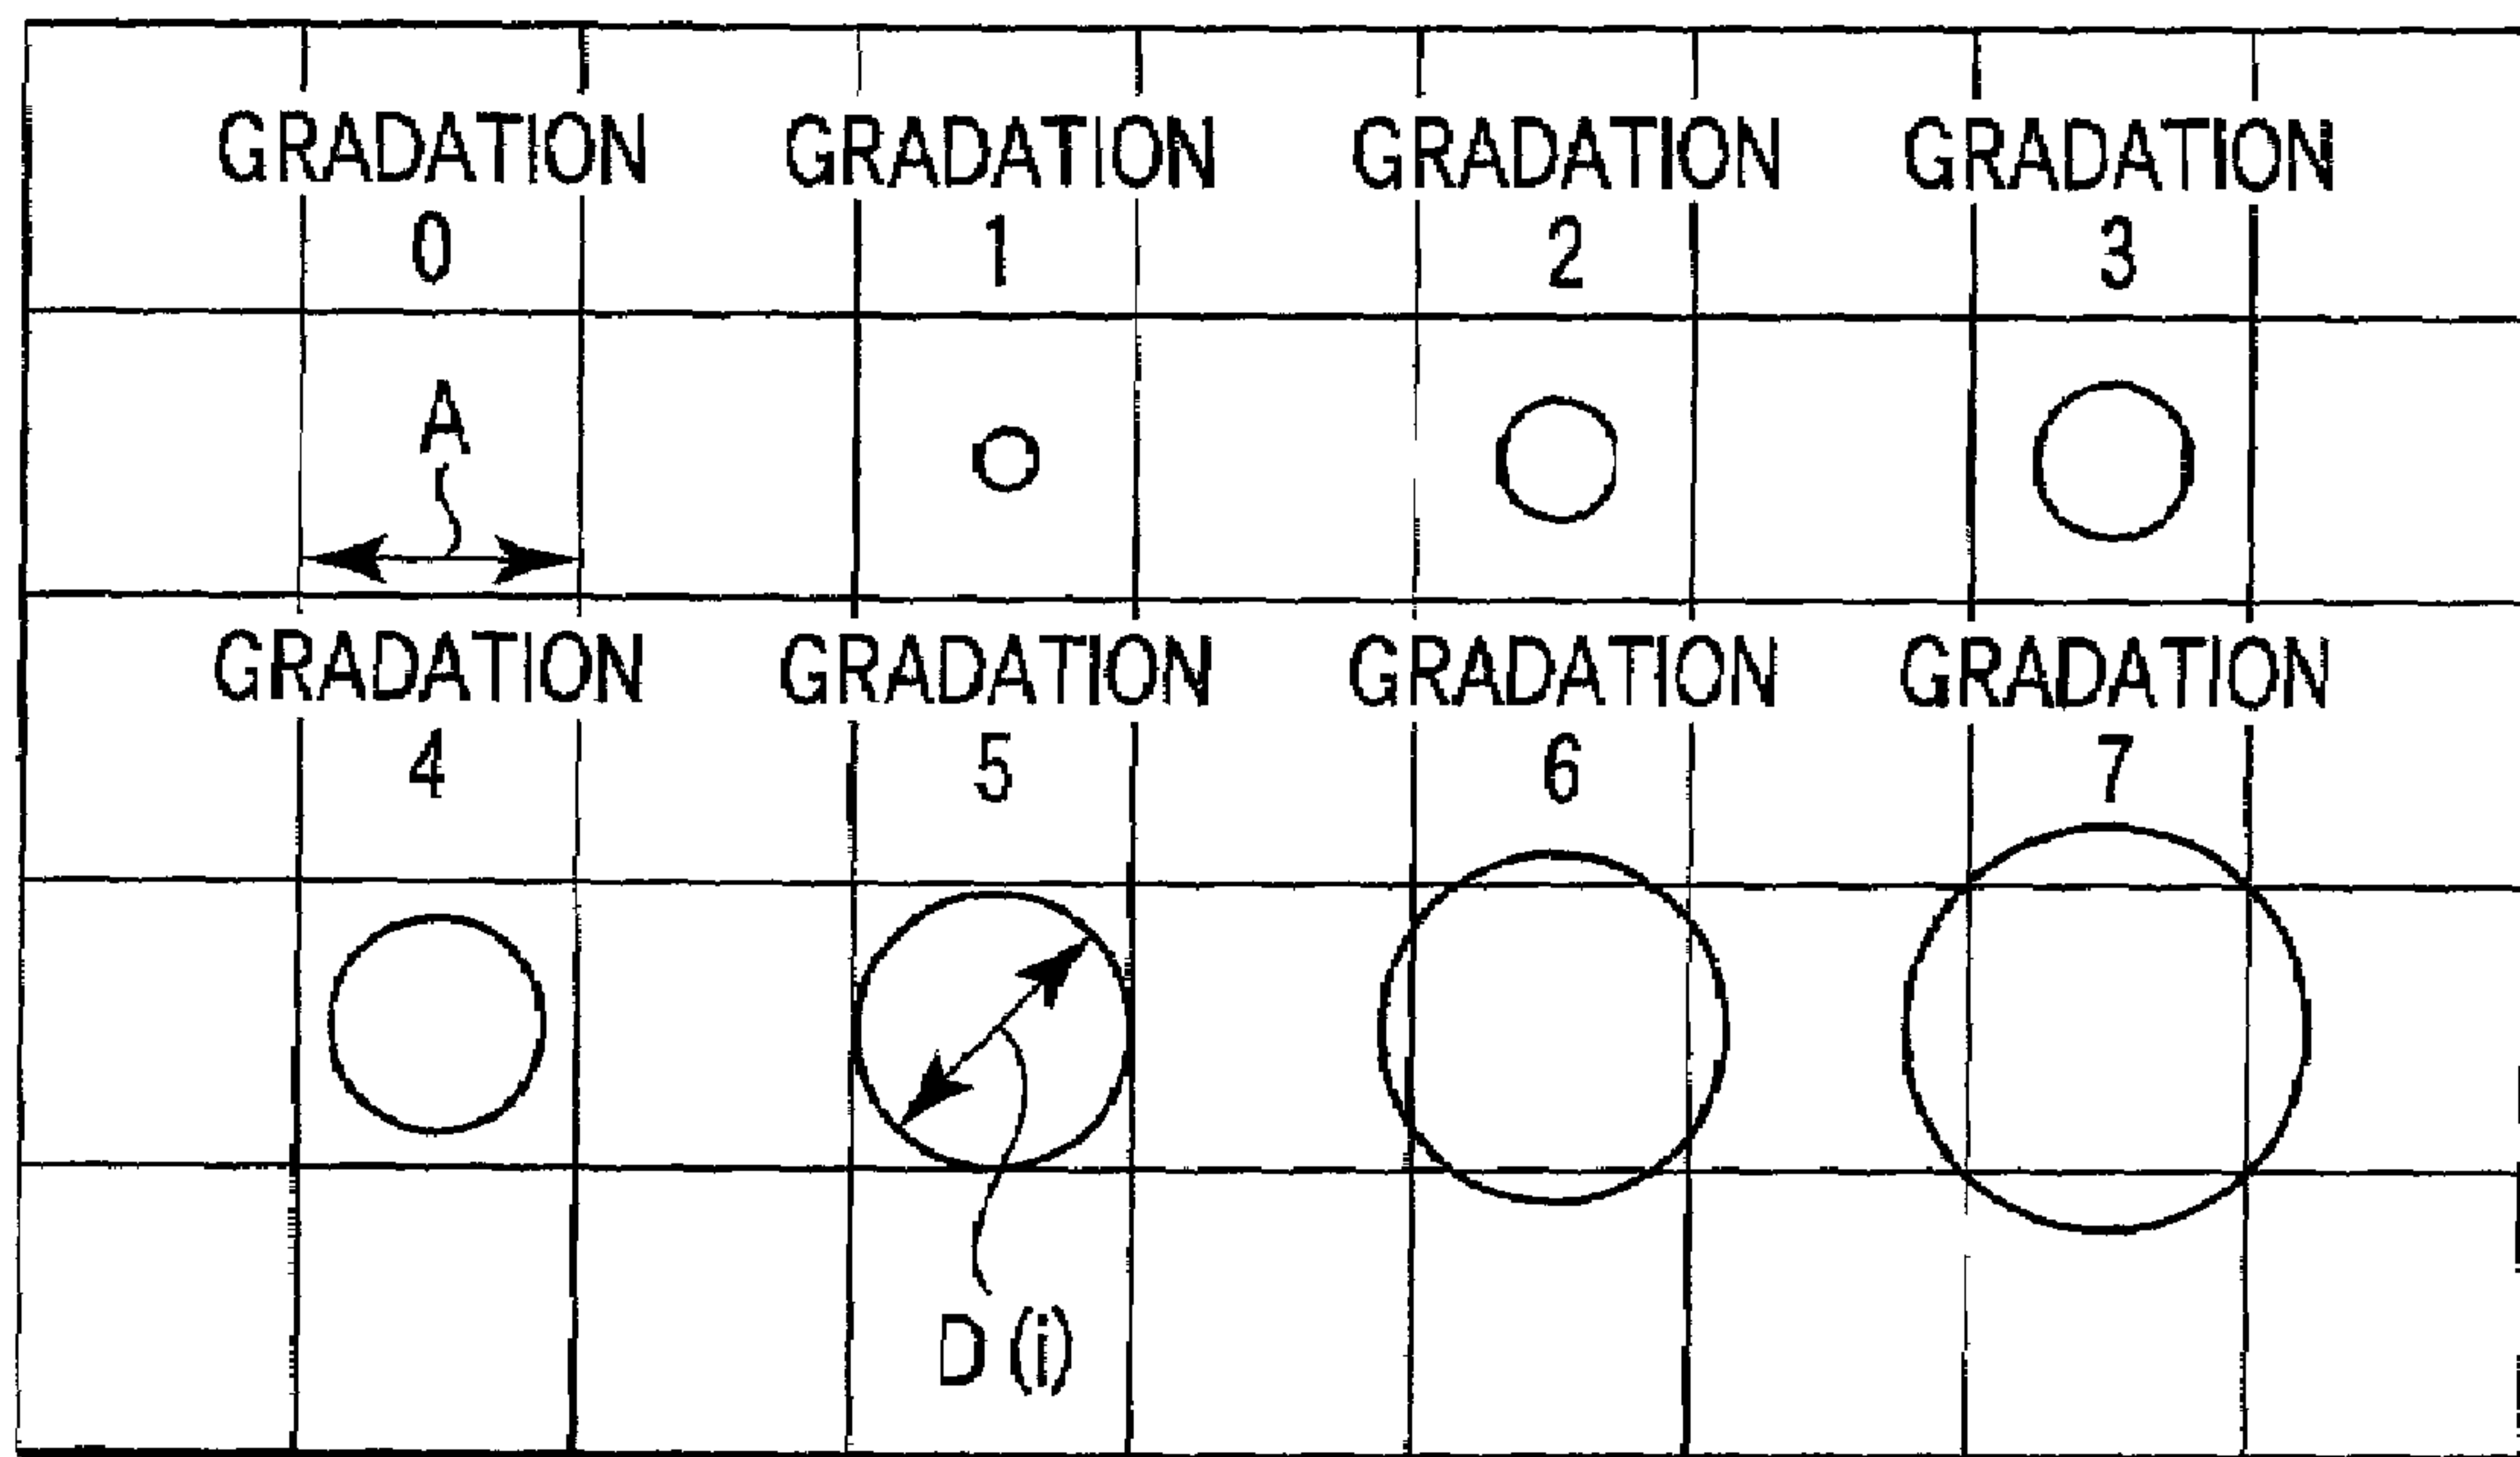 GRADATION GRADATION GRADATION GRADATION
0 1 2 3
A
GRADATION GRADATION GRADATION GRADATION
4 5 6 7
D (i)